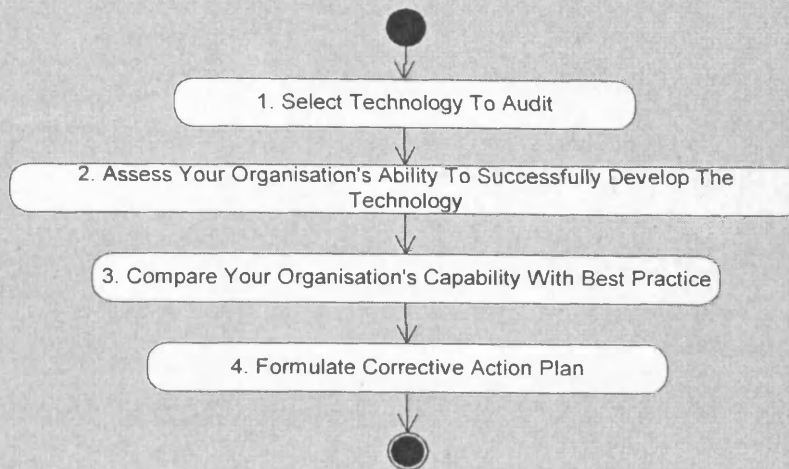 1. Select Technology To Audit
2. Assess Your Organisation's Ability To Successfully Develop The
Technology
3. Compare Your Organisation's Capability With Best Practice
4. Formulate Corrective Action Plan